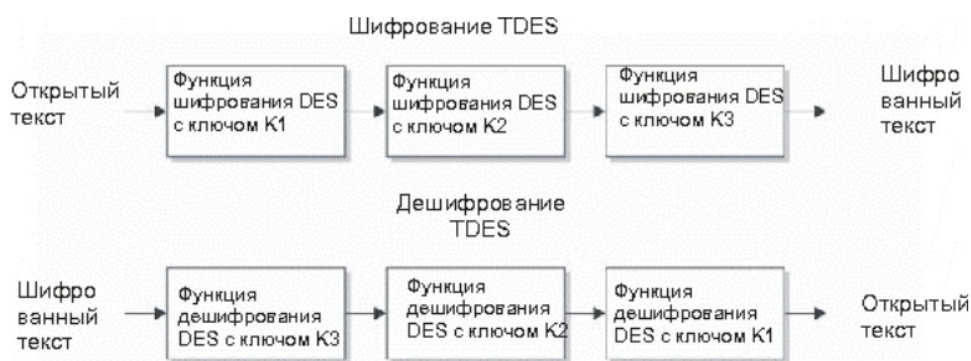 Шифрование TDES
Открытый
текст
Функция
шифрования DES
с ключом K1
Функция
шифрования DES
с ключом K2
Функция
шифрования DES
с ключом K3
Шифро
ванный
текст
Дешифрование
TDES
Шифро
ванный
текст
Функция
дешифрования
DES с ключом K3
Функция
дешифрования
DES с ключом K2
Функция
дешифрования
DES с ключом K1
Открытый
текст